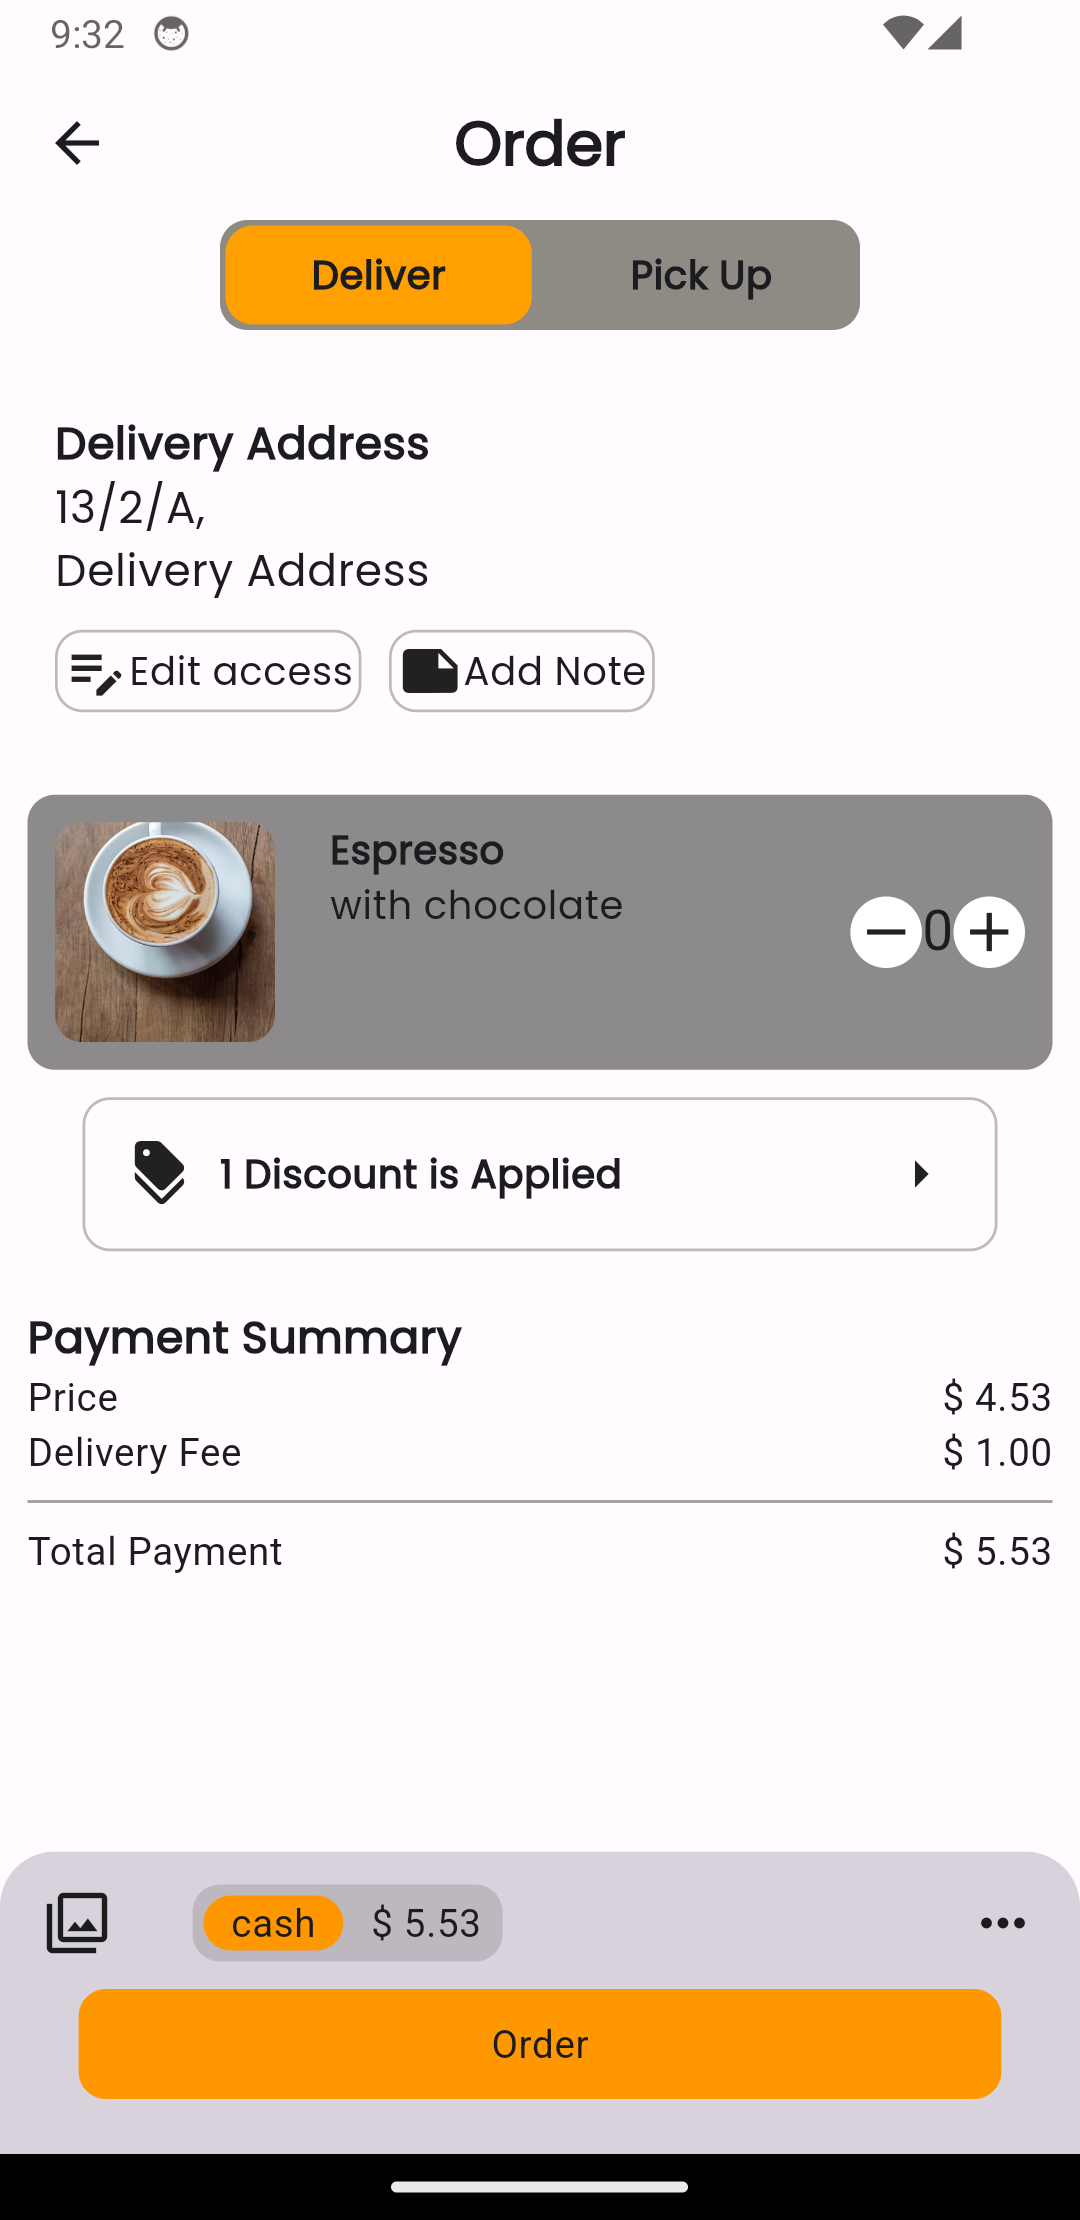 9:32
Order
Deliver Pick Up
Delivery Address
13/2/A,
Delivery Address
Edit access Add Note
Espresso
with chocolate
0
1 Discount is Applied
Payment Summary
Price $ 4.53
Delivery Fee $ 1.00
Total Payment $ 5.53
cash $ 5.53
Order